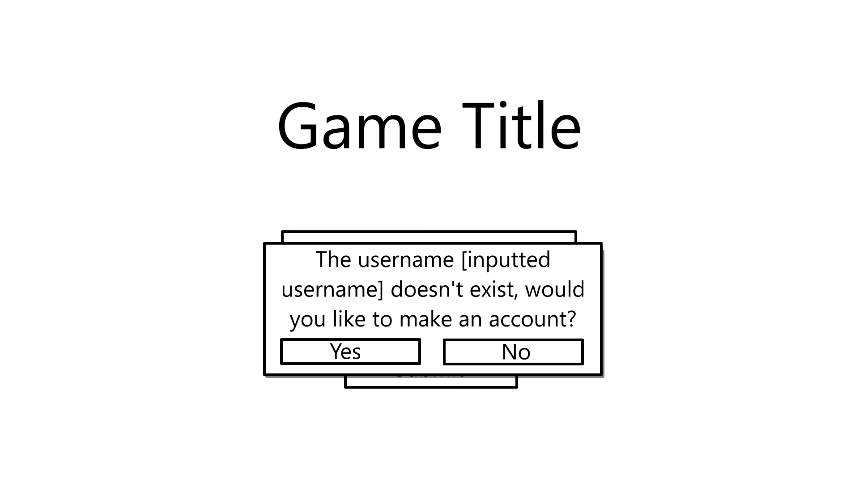 Game Title
The username [inputted
username] doesn't exist, would
you like to make an account?
Yes No